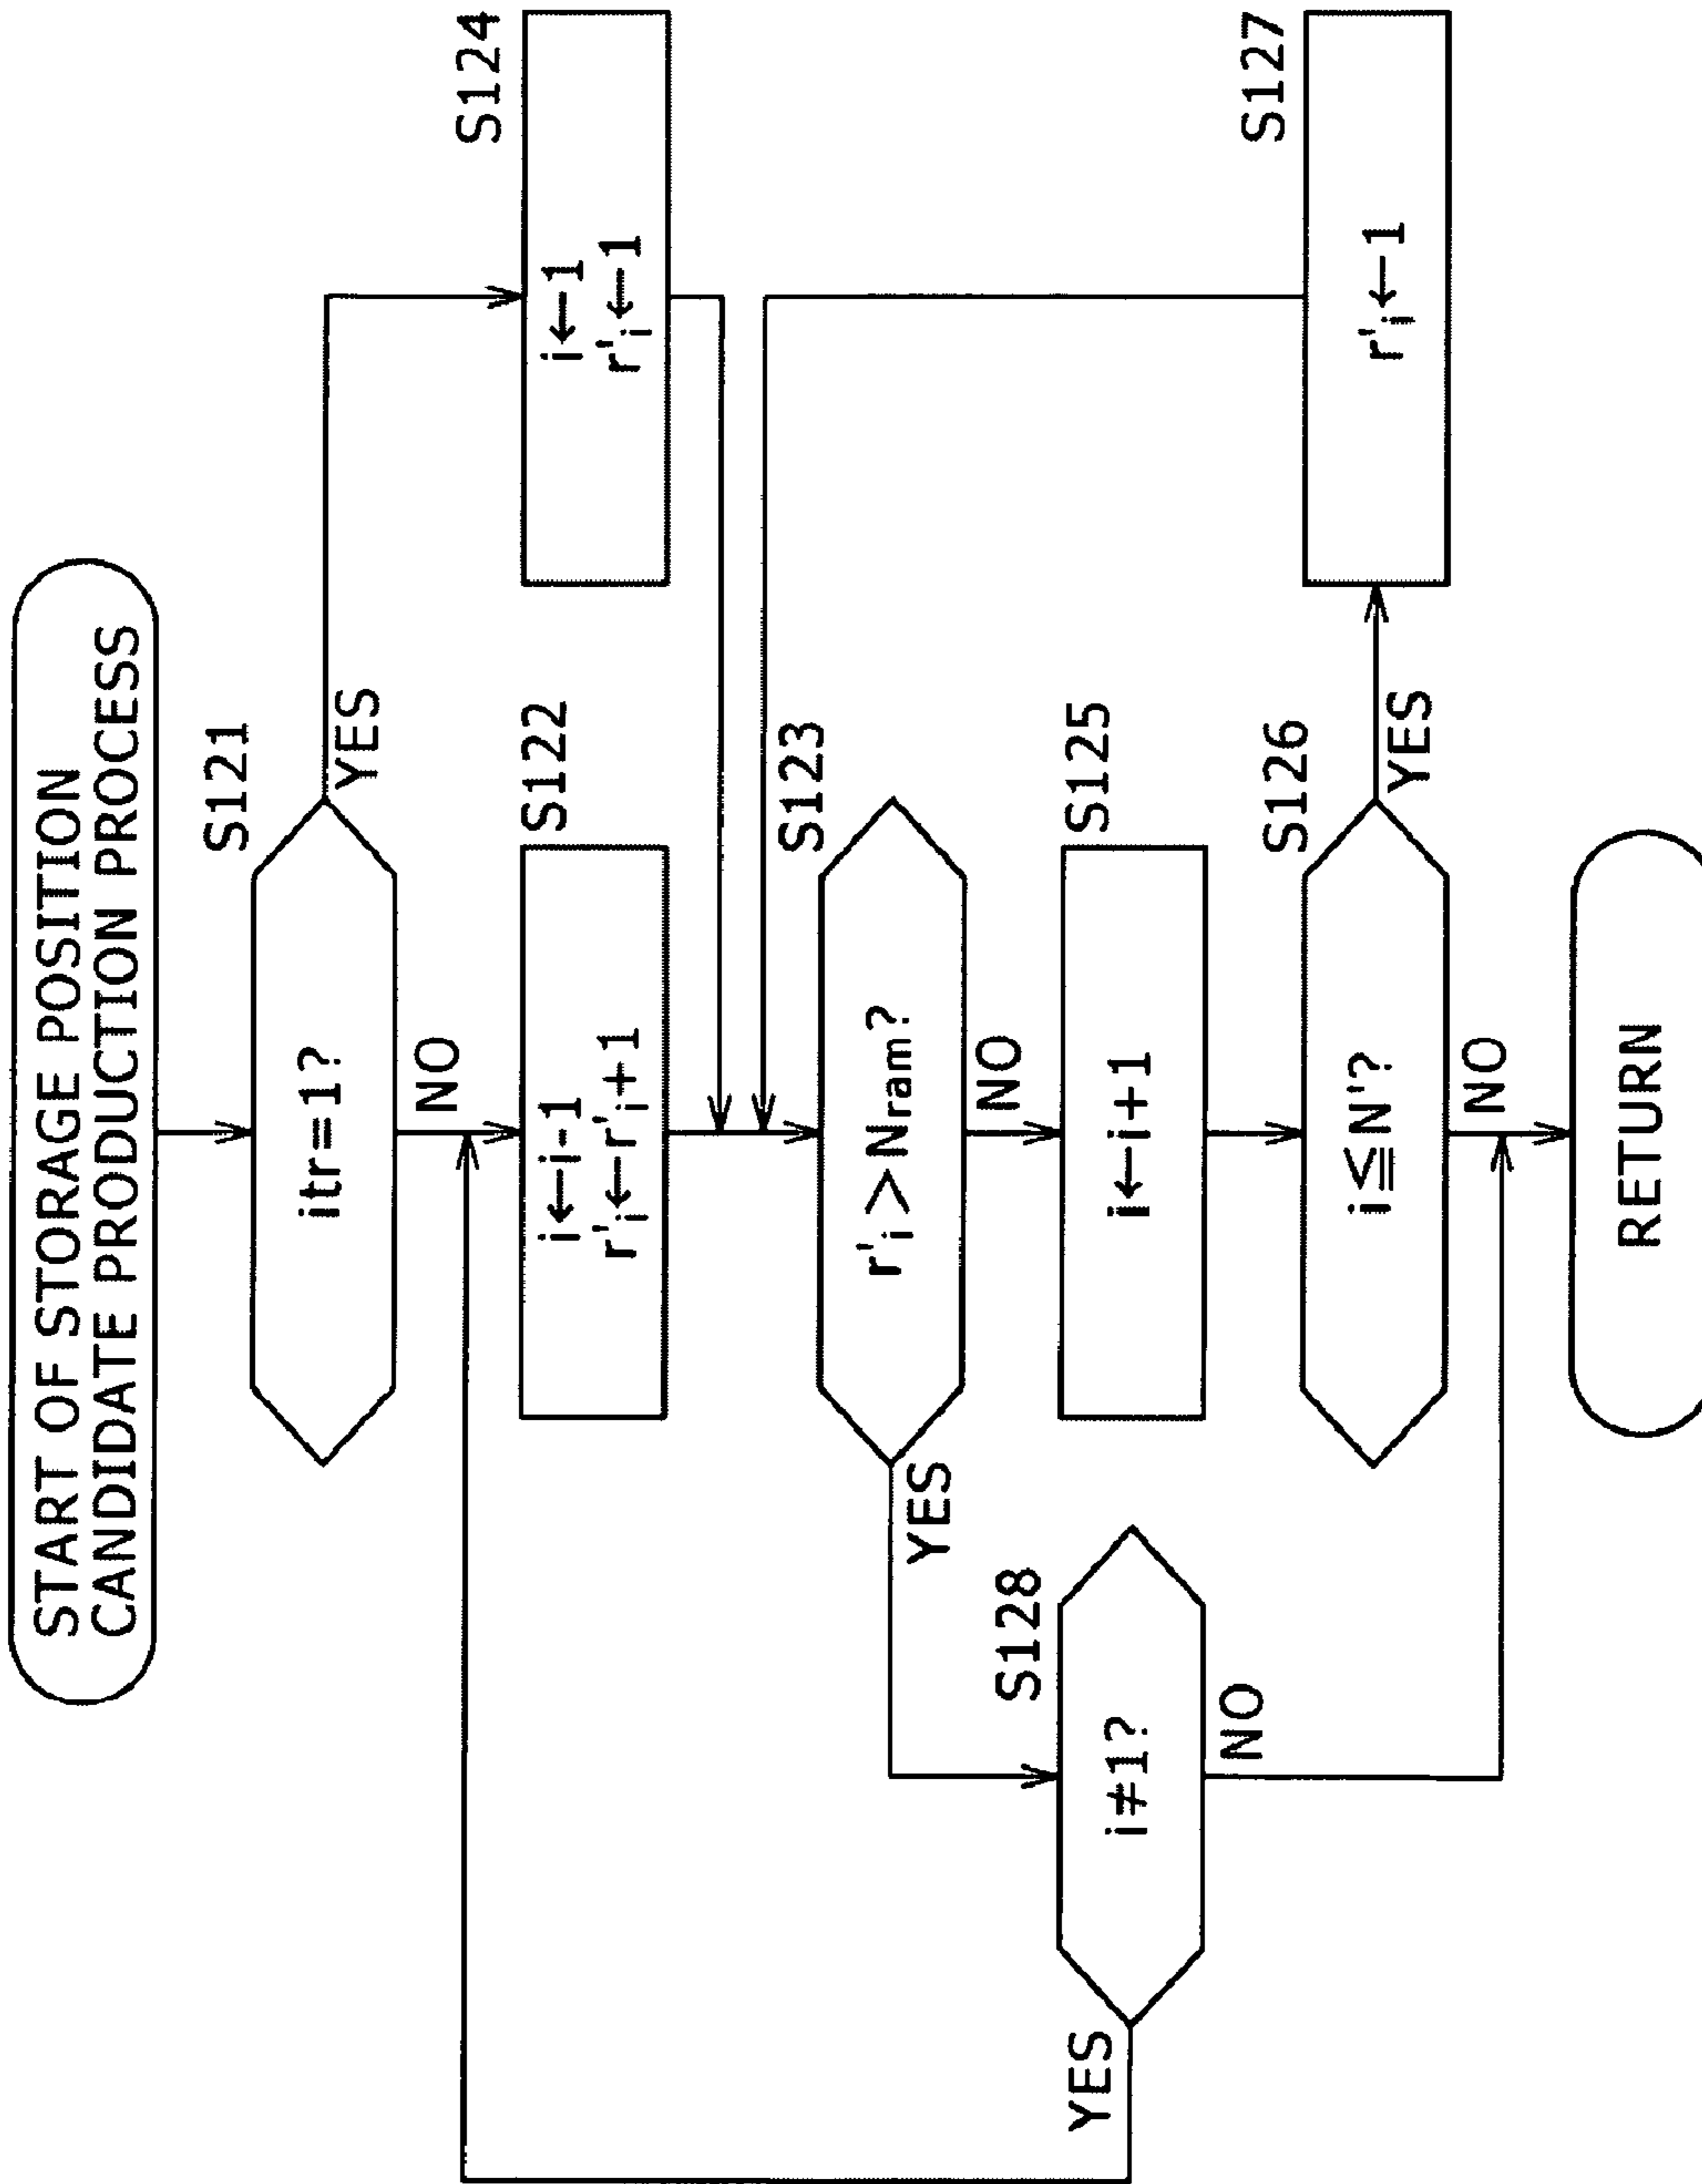 START OF STORAGE POSITION
CANDIDATE PRODUCTION PROCESS
S121
itr=1?
YES
NO
S122
i←i-1
r'i←r'i+1
S124
i←1
r'i←1
S123
r'i>Nram?
YES
NO
S128
i≠1?
YES
NO
S125
i←i+1
S126
i≦N'?
YES
NO
S127
r'i←1
RETURN